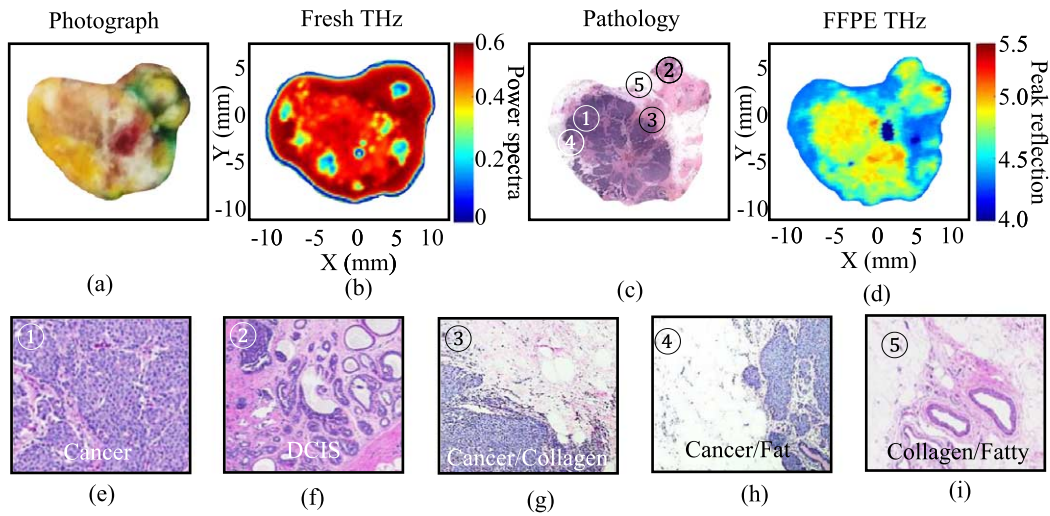 Photograph
Fresh THz
Pathology
FFPE THz
Y (mm)
5
0
-5
-10
-10 -5 0 5 10
X (mm)
0.6
0.4
0.2
0
Power spectra
1
2
3
4
5
Y (mm)
5
0
-5
-10
-10 -5 0 5 10
X (mm)
5.5
5.0
4.5
4.0
Peak reflection
(a)
(b)
(c)
(d)
1
Cancer
2
DCIS
3
Cancer/Collagen
4
Cancer/Fat
5
Collagen/Fatty
(e)
(f)
(g)
(h)
(i)